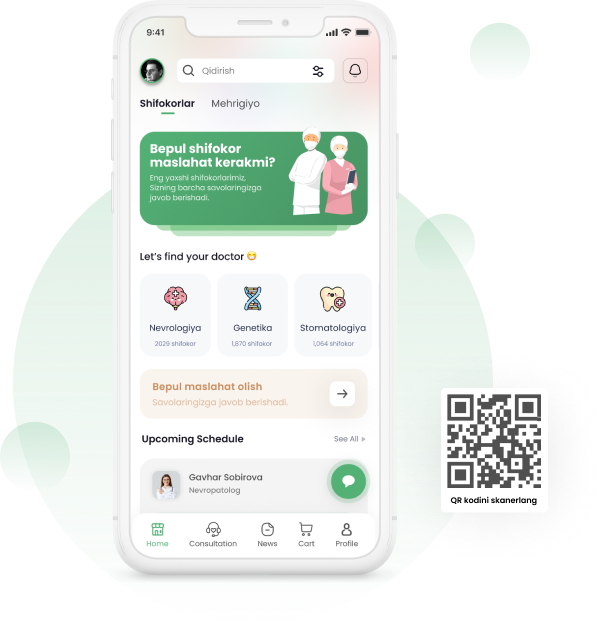 9:41
Qidirish
Shifokorlar Mehrigiyo
Bepul shifokor
maslahat kerakmi?
Eng yaxshi shifokorlarimiz,
Sizning barcha savolaringizga
javob berishadi.
Let's find your doctor 😁
Nevrologiya Genetika Stomatologiya
2029 shifokor 1,870 shifokor 1,064 shifokor
Bepul maslahat olish
Savolaringizga javob berishadi.
Upcoming Schedule See All »
Gavhar Sobirova
Nevropatolog
Home Consultation News Cart Profile
QR kodini skanerlang